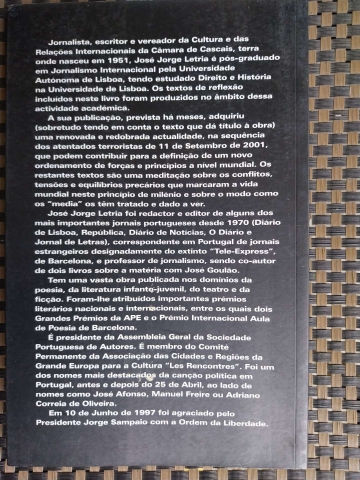 Jornalista, escritor e vereador da Cultura e das
Relações Internacionais da Câmara de Cascais, terra
onde nasceu em 1951, José Jorge Letria é pós-graduado
em Jornalismo Internacional pela Universidade
Autónoma de Lisboa, tendo estudado Direito e História
na Universidade de Lisboa. Os textos de reflexão
incluídos neste livro foram produzidos no âmbito dessa
actividade académica.
A sua publicação, prevista há meses, adquiriu
(sobretudo tendo em conta o texto que dá título à obra)
uma renovada e redobrada actualidade, na sequência
dos atentados terroristas de 11 de Setembro de 2001,
que podem contribuir para a definição de um novo
ordenamento de forças e princípios a nível mundial. Os
restantes textos são uma meditação sobre os conflitos,
tensões e equilíbrios precários que marcaram a vida
mundial neste princípio de milénio e sobre o modo como
os "media" os têm tratado e dado a ver.
José Jorge Letria foi redactor e editor de alguns dos
mais importantes jornais portugueses desde 1970 (Diário
de Lisboa, República, Diário de Notícias, O Diário e
Jornal de Letras), correspondente em Portugal de jornais
estrangeiros designadamente do extinto "Tele-Express",
de Barcelona, e professor de jornalismo, sendo co-autor
de dois livros sobre a matéria com José Goulão.
Tem uma vasta obra publicada nos domínios da
poesia, da literatura infanto-juvenil, do teatro e da
ficção. Foram-lhe atribuídos importantes prémios
literários nacionais e internacionais, entre os quais dois
Grandes Prémios da APE e o Prémio Internacional Aula
de Poesia de Barcelona.
É presidente da Assembleia Geral da Sociedade
Portuguesa de Autores. É membro do Comité
Permanente da Associação das Cidades e Regiões da
Grande Europa para a Cultura "Les Rencontres". Foi um
dos nomes mais destacados da canção política em
Portugal, antes e depois do 25 de Abril, ao lado de
nomes como José Afonso, Manuel Freire ou Adriano
Correia de Oliveira.
Em 10 de Junho de 1997 foi agraciado pelo
Presidente Jorge Sampaio com a Ordem da Liberdade.